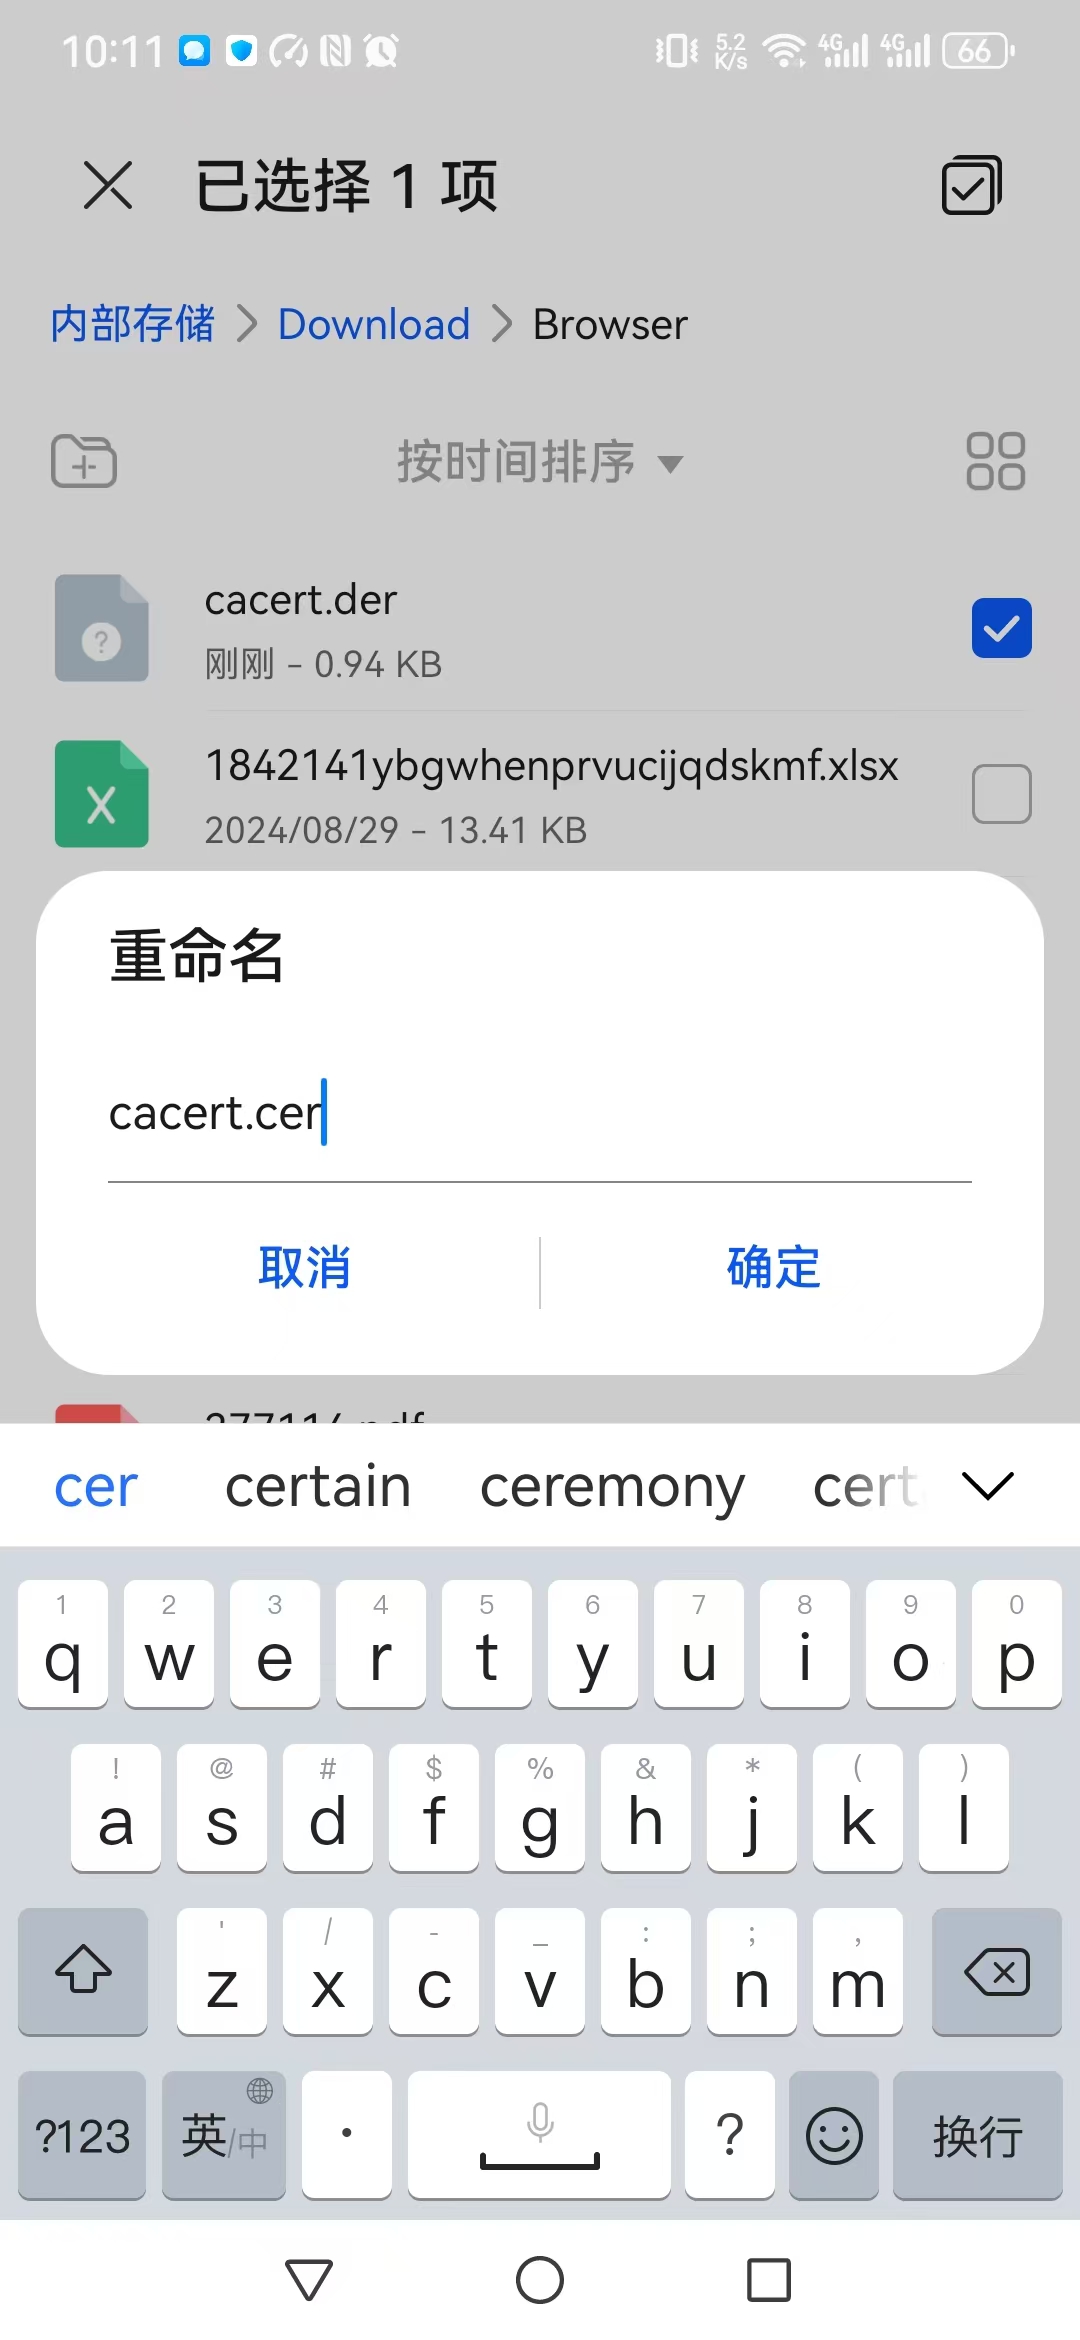 10:11 5.2 K/s 4G 4G 66
已选择 1 项
内部存储 Download Browser
按时间排序
cacert.der
刚刚 - 0.94 KB
1842141ybgwhenprvucijqdskmf.xlsx
2024/08/29 - 13.41 KB
重命名
cacert.cer
取消 确定
cer certain ceremony cert
1 2 3 4 5 6 7 8 9 0
q w e r t y u i o p
! @ # $ % & * ( )
a s d f g h j k l
' / - _ : ; ,
z x c v b n m
?123 英/中 . ? 换行